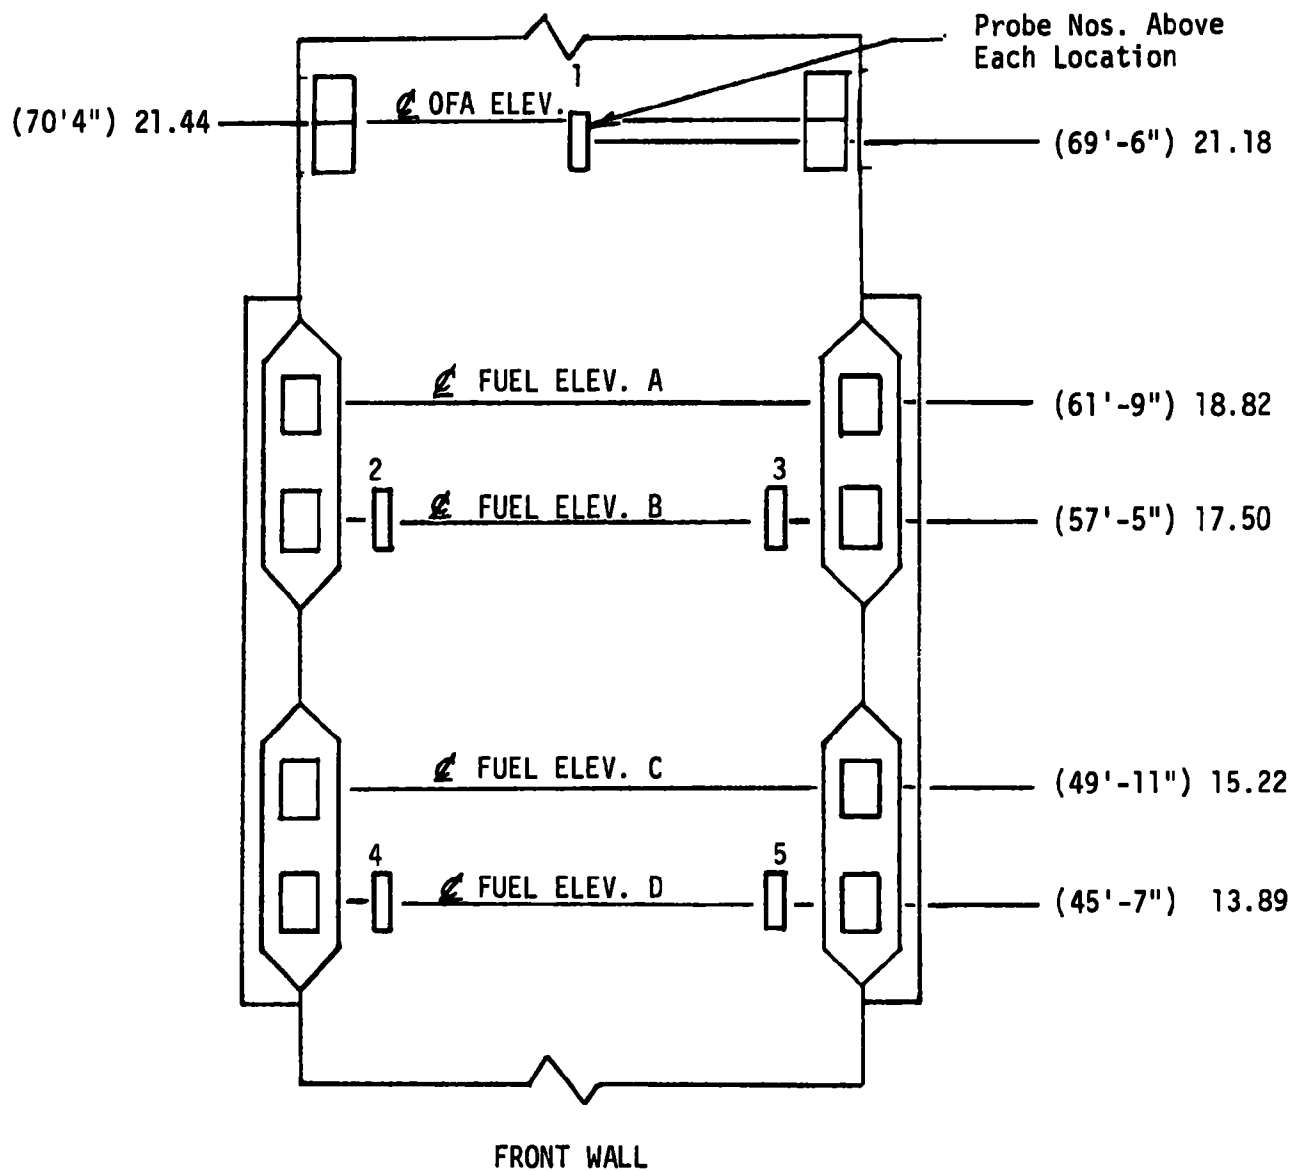 Probe Nos. Above
Each Location
1
(70'4") 21.44
℄ OFA ELEV.
(69'-6") 21.18
℄ FUEL ELEV. A
(61'-9") 18.82
2
3
℄ FUEL ELEV. B
(57'-5") 17.50
℄ FUEL ELEV. C
(49'-11") 15.22
4
5
℄ FUEL ELEV. D
(45'-7") 13.89
FRONT WALL